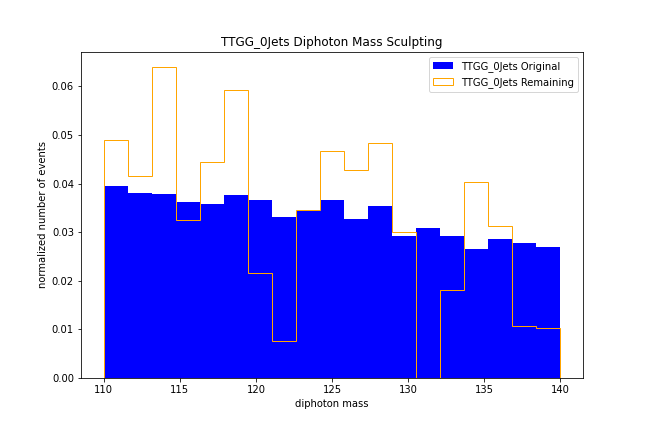 TTGG_0Jets Diphoton Mass Sculpting
TTGG_0Jets Original
TTGG_0Jets Remaining
normalized number of events
0.06
0.05
0.04
0.03
0.02
0.01
0.00
110 115 120 125 130 135 140
diphoton mass